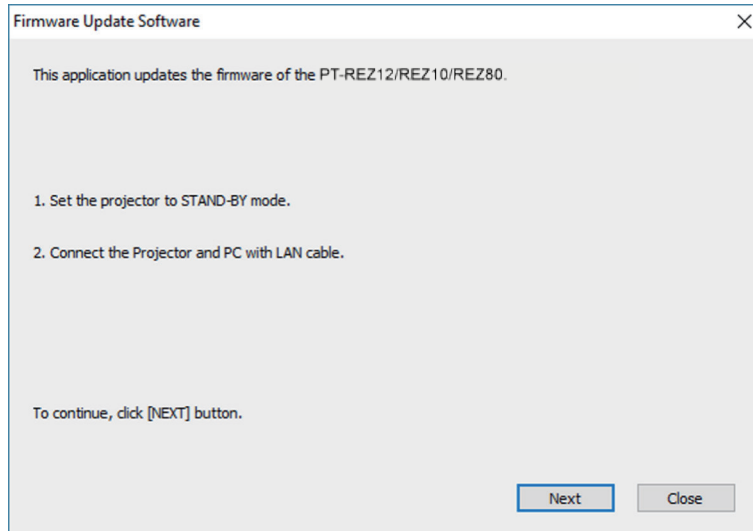 Firmware Update Software
This application updates the firmware of the PT-REZ12/REZ10/REZ80.
1. Set the projector to STAND-BY mode.
2. Connect the Projector and PC with LAN cable.
To continue, click [NEXT] button.
Next Close